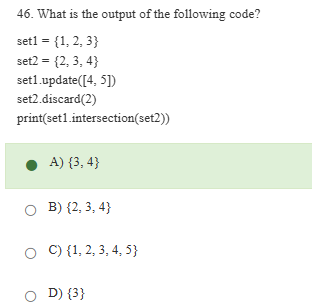 46. What is the output of the following code?
set1 = {1, 2, 3}
set2 = {2, 3, 4}
set1.update([4, 5])
set2.discard(2)
print(set1.intersection(set2))
A) {3, 4}
B) {2, 3, 4}
C) {1, 2, 3, 4, 5}
D) {3}